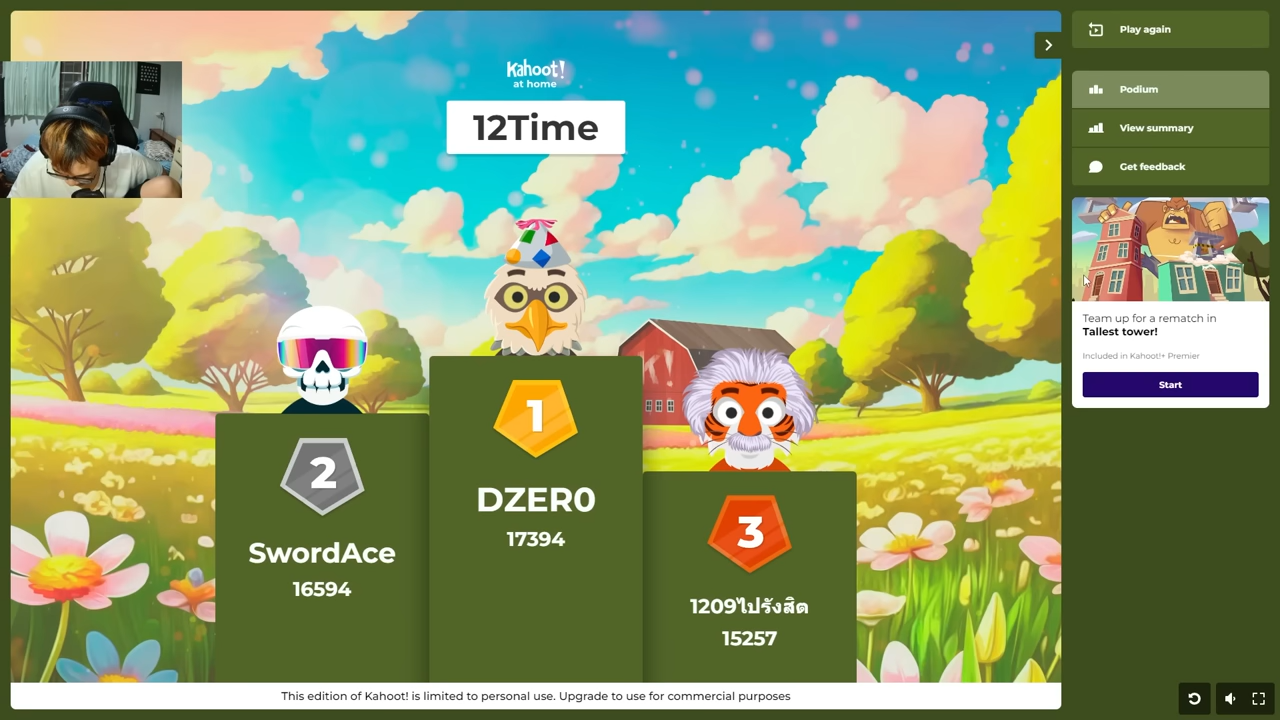 Kahoot!
at home
12Time
K!
1
DZER0
17394
2
SwordAce
16594
3
1209ไปรังสิต
15257
This edition of Kahoot! is limited to personal use. Upgrade to use for commercial purposes
Play again
Podium
View summary
Get feedback
Team up for a rematch in
Tallest tower!
Included in Kahoot!+ Premier
Start